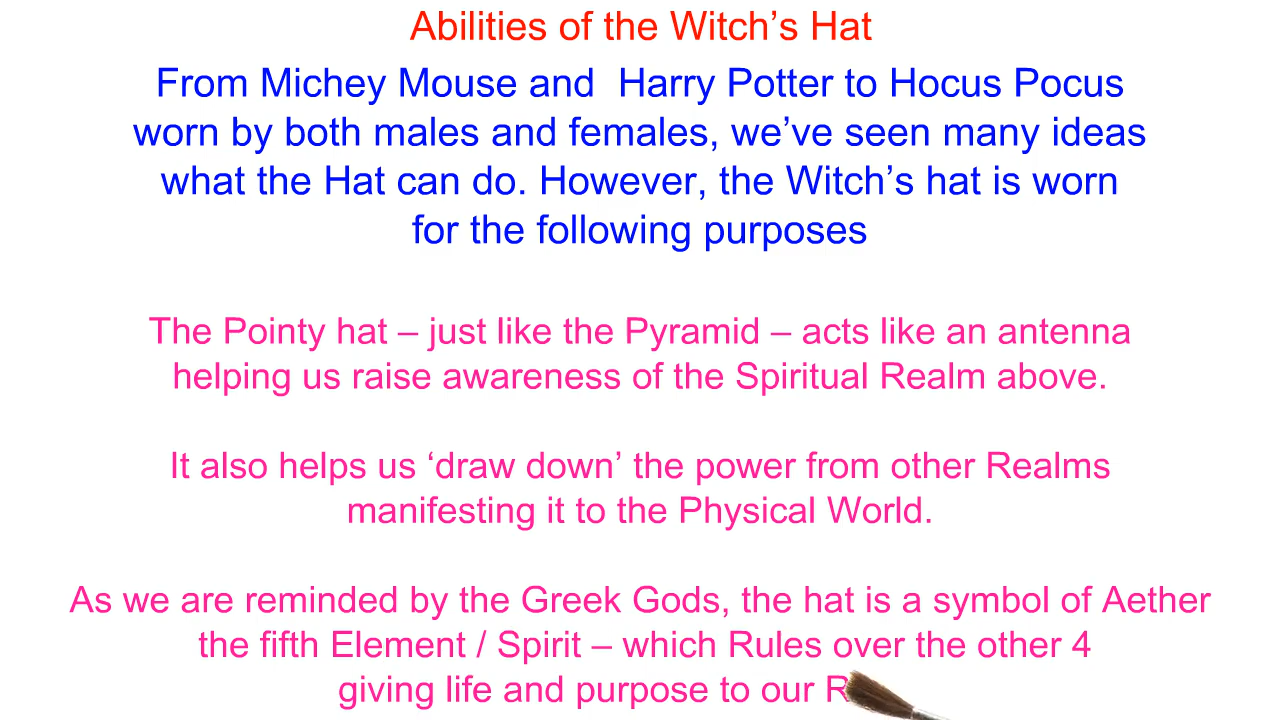 Abilities of the Witch’s Hat
From Michey Mouse and  Harry Potter to Hocus Pocus
worn by both males and females, we’ve seen many ideas
what the Hat can do. However, the Witch’s hat is worn
for the following purposes
The Pointy hat – just like the Pyramid – acts like an antenna
helping us raise awareness of the Spiritual Realm above.
It also helps us ‘draw down’ the power from other Realms
manifesting it to the Physical World.
As we are reminded by the Greek Gods, the hat is a symbol of Aether
the fifth Element / Spirit – which Rules over the other 4
giving life and purpose to our